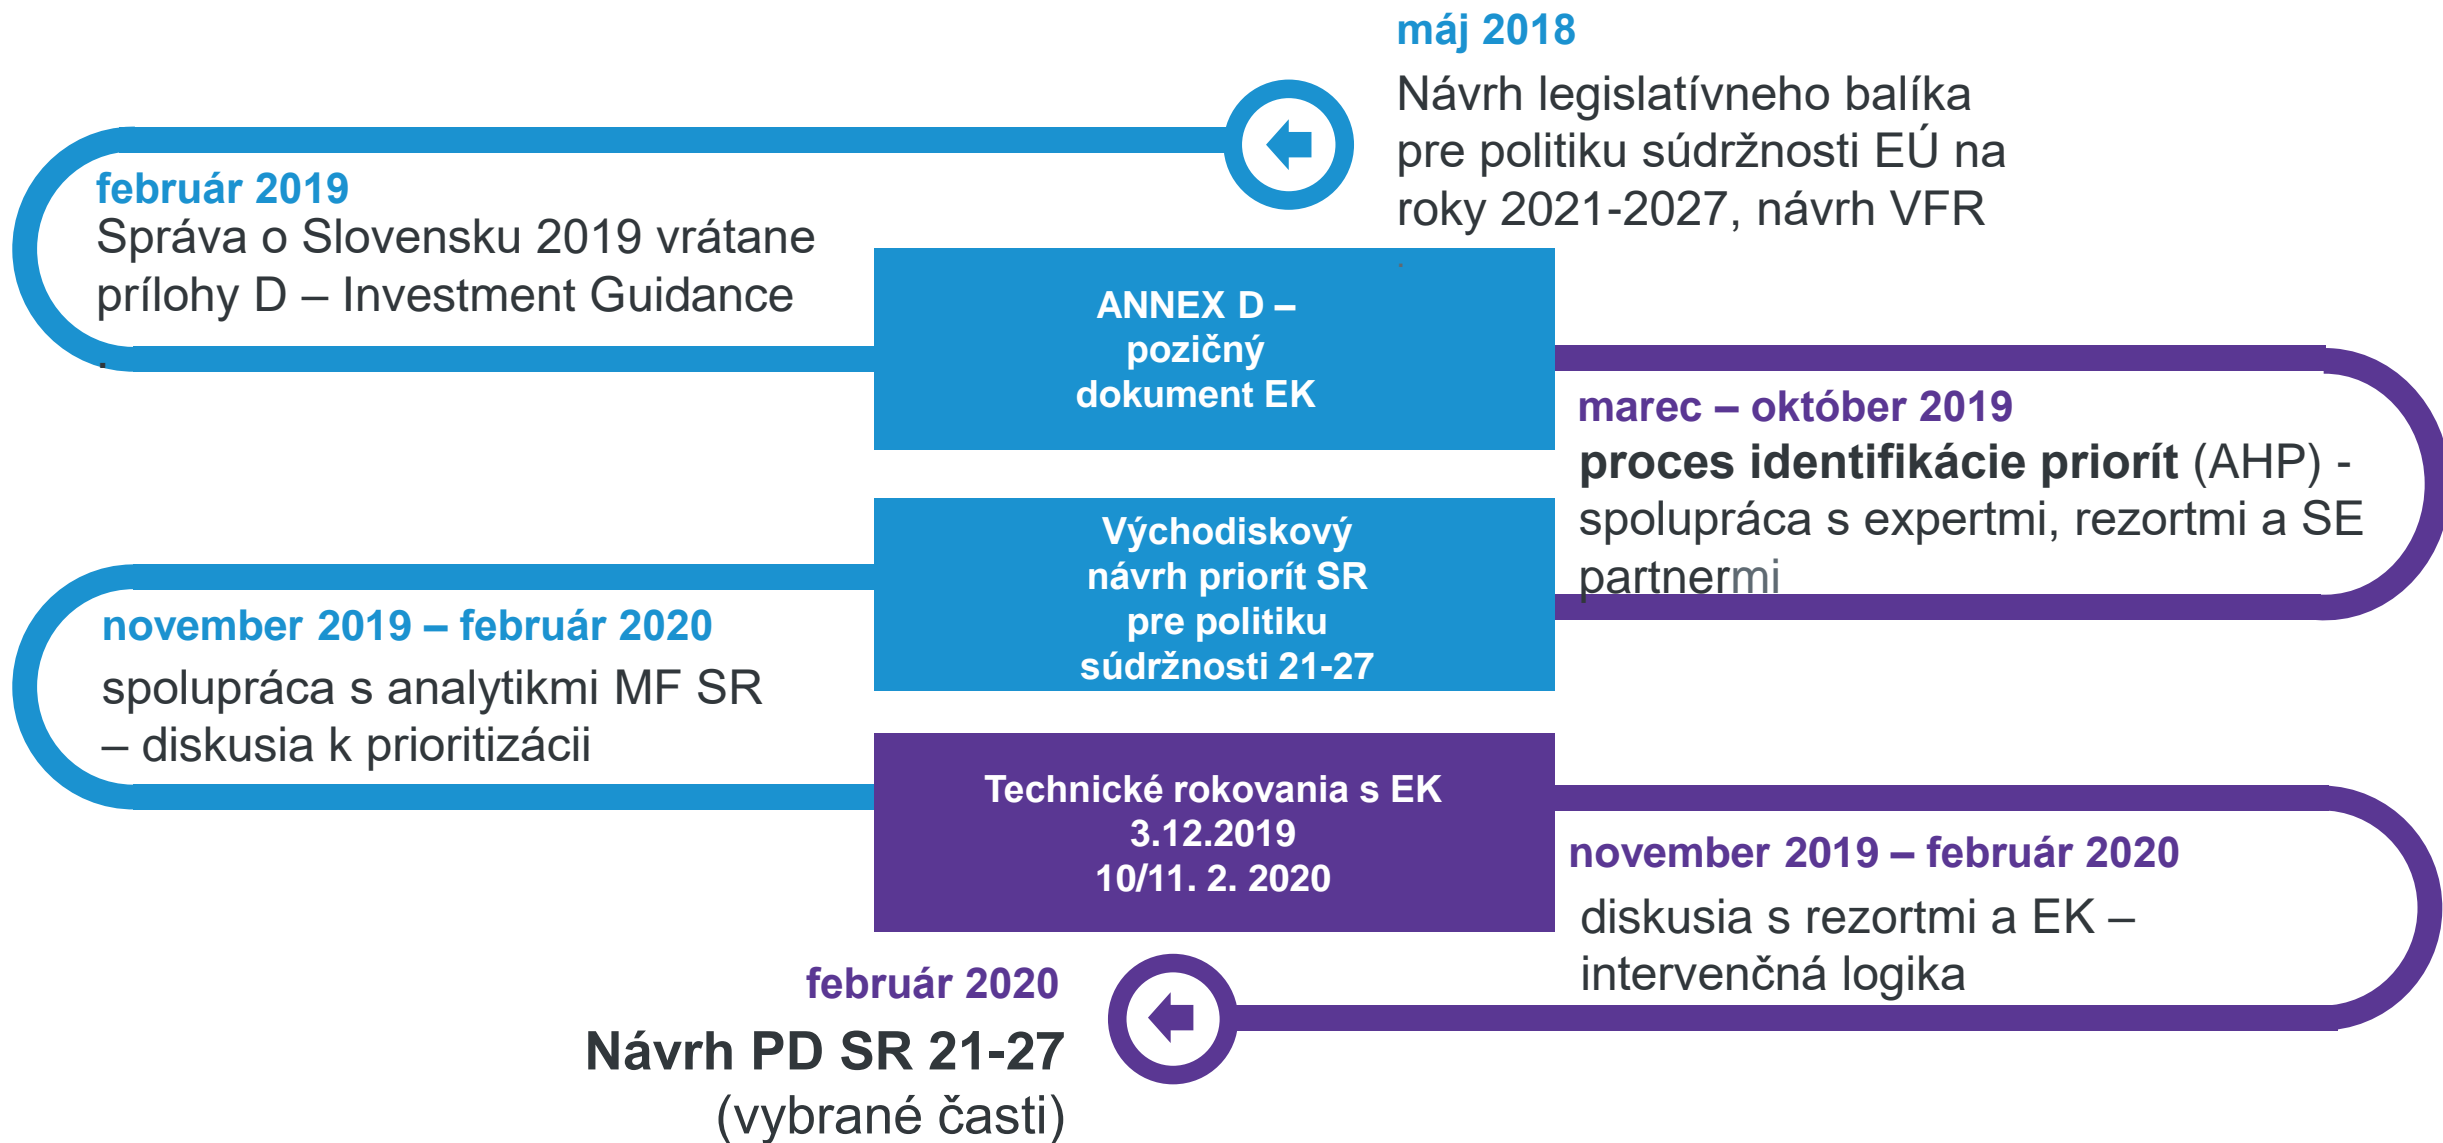 máj 2018
Návrh legislatívneho balíka
pre politiku súdržnosti EÚ na
roky 2021-2027, návrh VFR
.
február 2019
Správa o Slovensku 2019 vrátane
prílohy D – Investment Guidance
.
ANNEX D –
pozičný
dokument EK
marec – október 2019
proces identifikácie priorít (AHP) -
spolupráca s expertmi, rezortmi a SE
partnermi
Východiskový
návrh priorít SR
pre politiku
súdržnosti 21-27
november 2019 – február 2020
spolupráca s analytikmi MF SR
– diskusia k prioritizácii
Technické rokovania s EK
3.12.2019
10/11. 2. 2020
november 2019 – február 2020
diskusia s rezortmi a EK –
intervenčná logika
február 2020
Návrh PD SR 21-27
(vybrané časti)